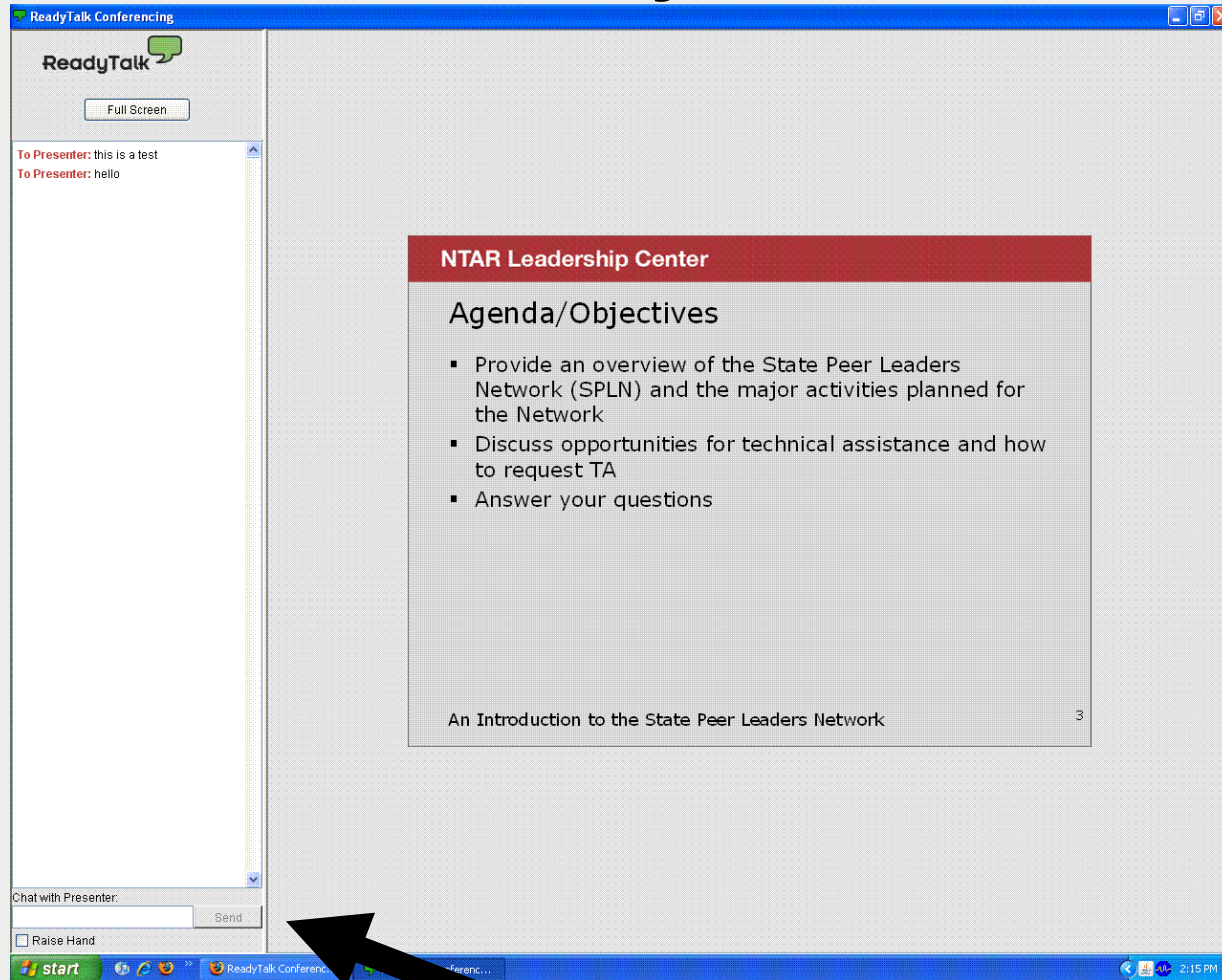 ReadyTalk Conferencing
ReadyTalk
Full Screen
To Presenter: this is a test
To Presenter: hello
NTAR Leadership Center
Agenda/Objectives
▪ Provide an overview of the State Peer Leaders
Network (SPLN) and the major activities planned for
the Network
▪ Discuss opportunities for technical assistance and how
to request TA
▪ Answer your questions
An Introduction to the State Peer Leaders Network
3
Chat with Presenter:
Send
Raise Hand
start
ReadyTalk
2:15 PM